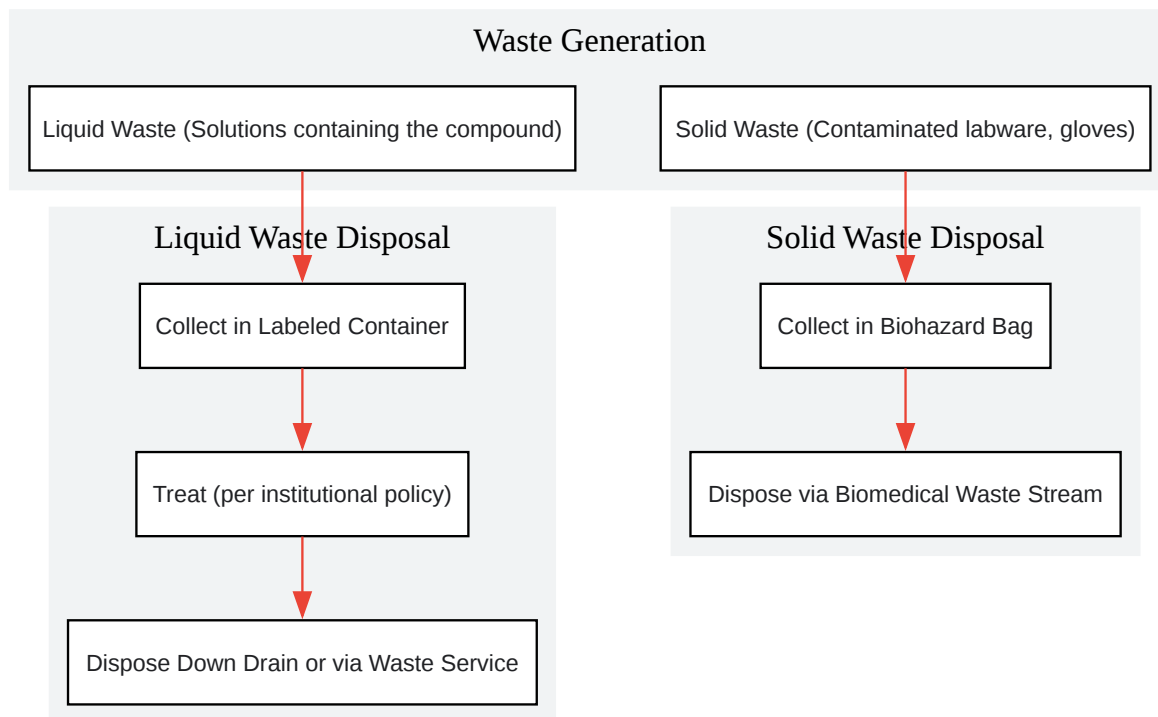 Waste Generation
Liquid Waste (Solutions containing the compound)
Solid Waste (Contaminated labware, gloves)
Liquid Waste Disposal
Collect in Labeled Container
Treat (per institutional policy)
Dispose Down Drain or via Waste Service
Solid Waste Disposal
Collect in Biohazard Bag
Dispose via Biomedical Waste Stream